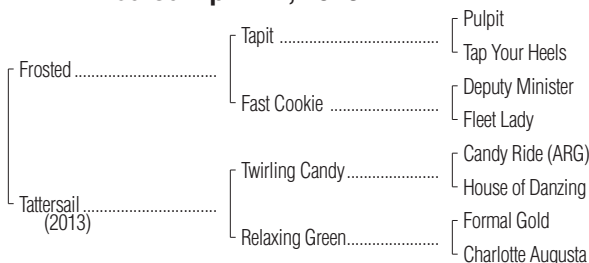 Pulpit
Tapit ......................................
Tap Your Heels
Frosted ..................................
Deputy Minister
Fast Cookie ..........................
Fleet Lady
Candy Ride (ARG)
Twirling Candy......................
House of Danzing
Tattersail ................................
(2013)
Formal Gold
Relaxing Green......................
Charlotte Augusta